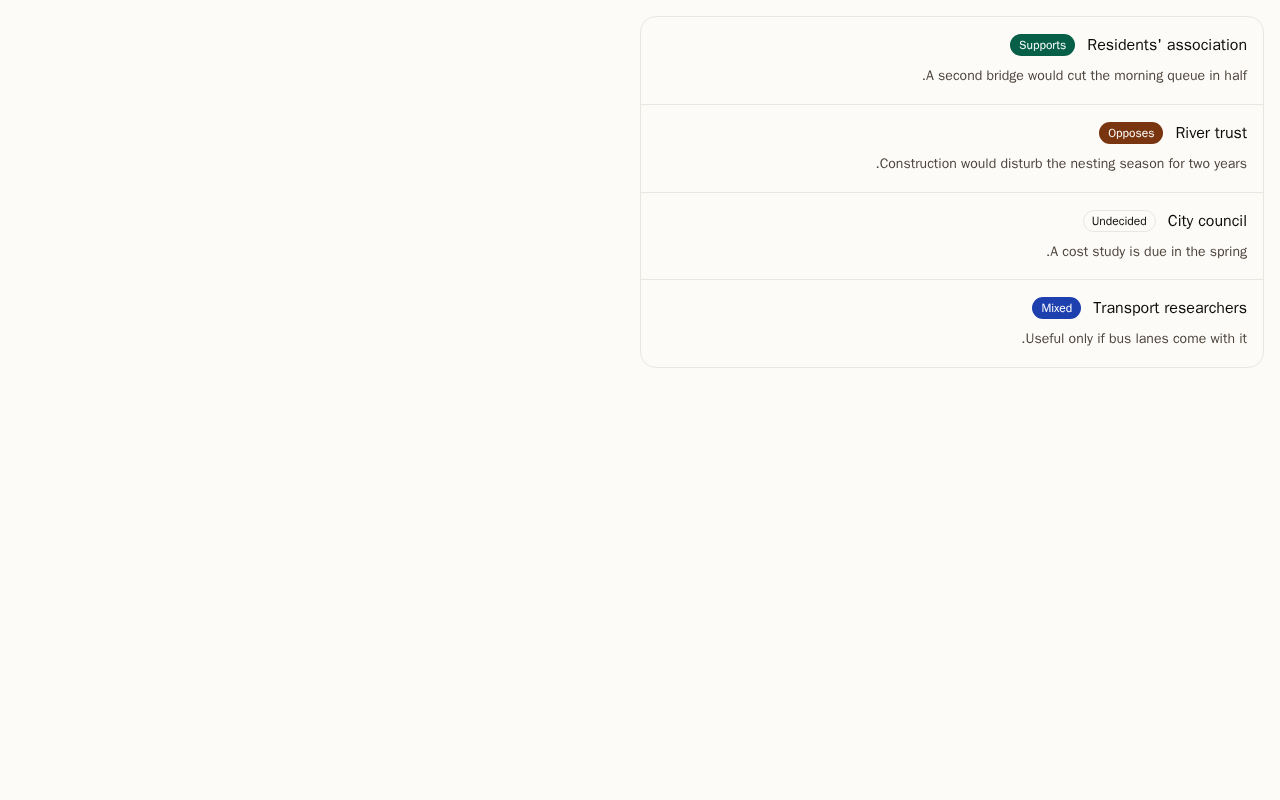 Residents' association Supports
.A second bridge would cut the morning queue in half
River trust Opposes
.Construction would disturb the nesting season for two years
City council Undecided
.A cost study is due in the spring
Transport researchers Mixed
.Useful only if bus lanes come with it